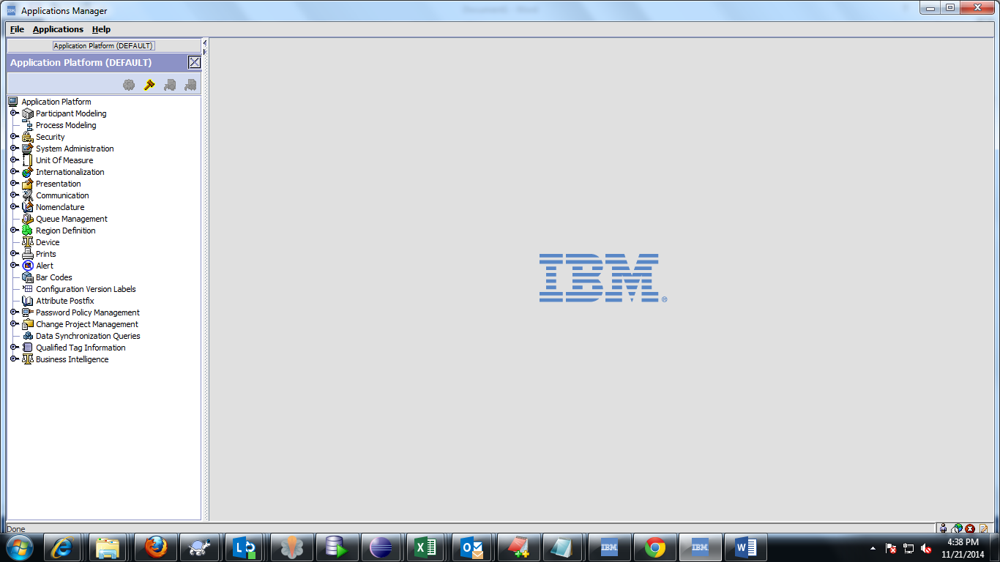 IBM Applications Manager
File Applications Help
Application Platform (DEFAULT)
Application Platform (DEFAULT)
Application Platform
Participant Modeling
Process Modeling
Security
System Administration
Unit Of Measure
Internationalization
Presentation
Communication
Nomenclature
Queue Management
Region Definition
Device
Prints
Alert
Bar Codes
Configuration Version Labels
Attribute Postfix
Password Policy Management
Change Project Management
Data Synchronization Queries
Qualified Tag Information
Business Intelligence
IBM®
Done
IBM
IBM
4:38 PM
11/21/2014